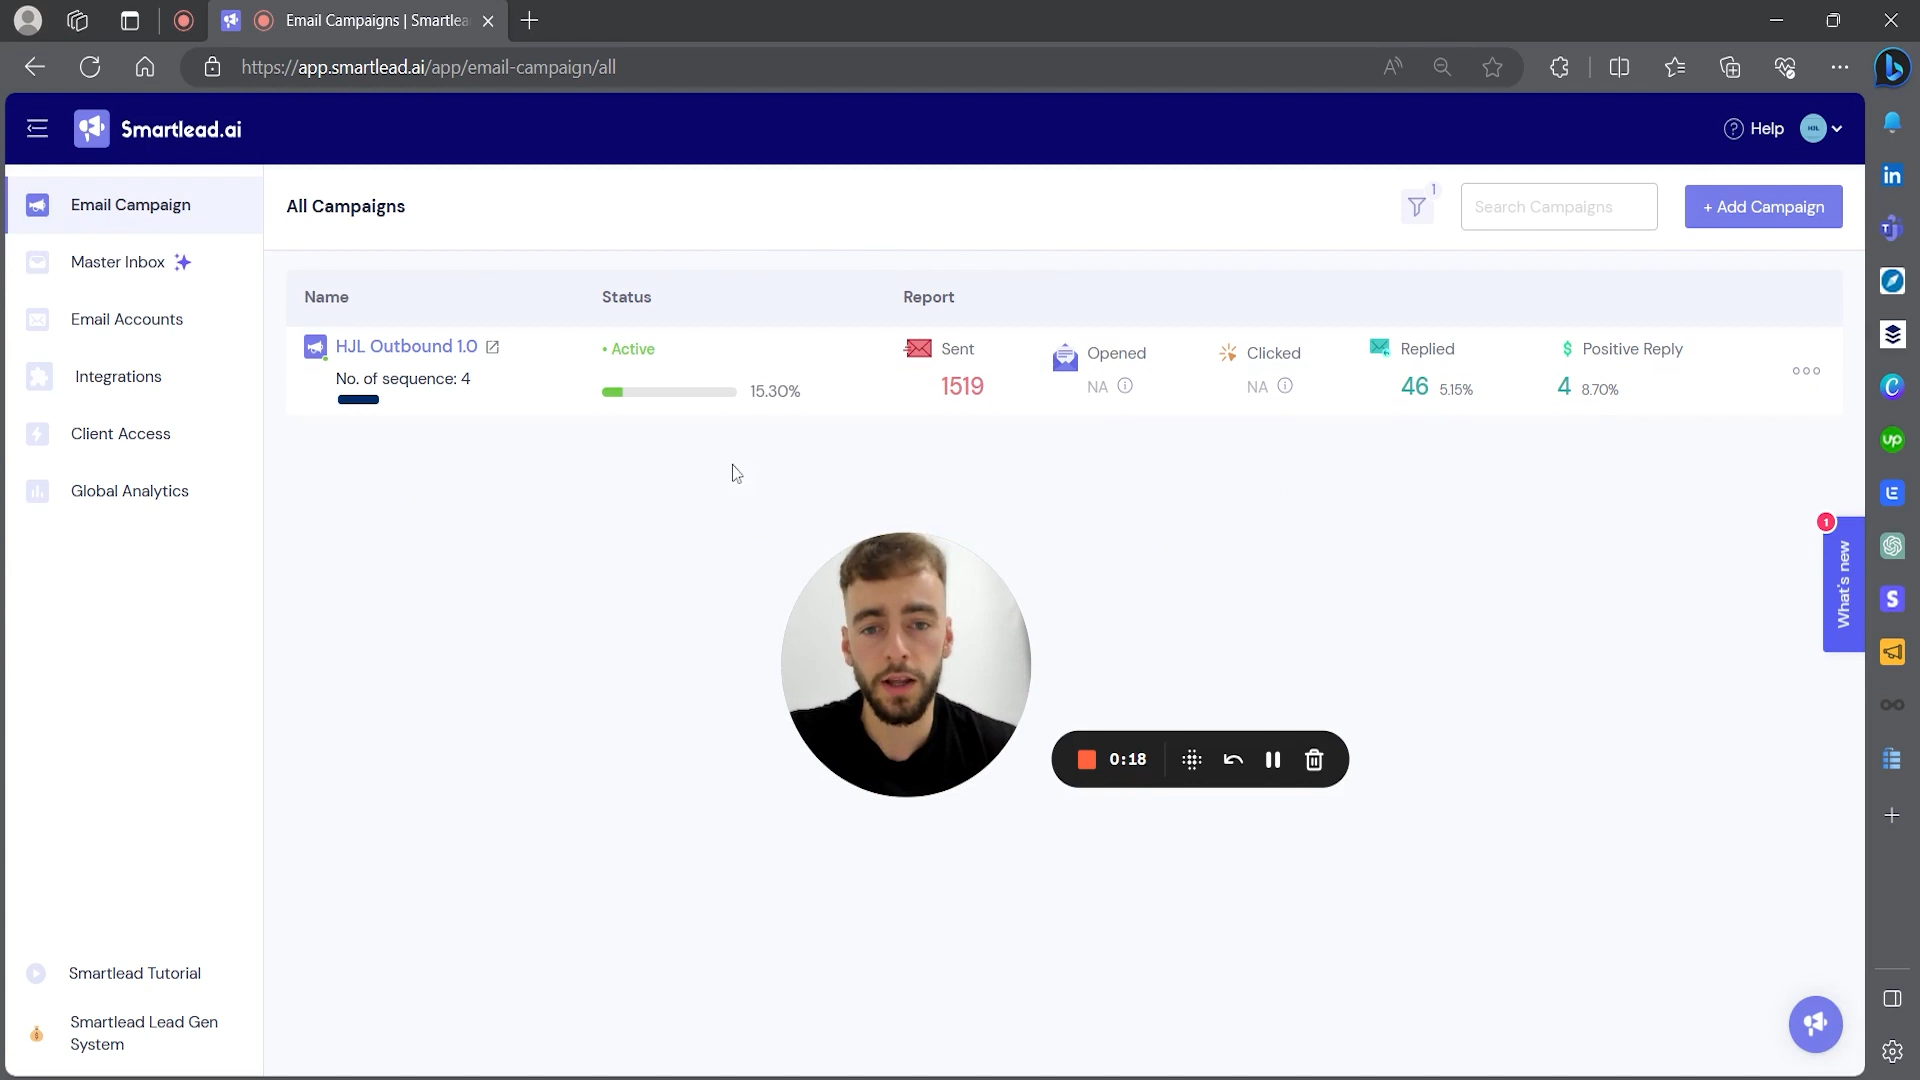 Email Campaigns | Smartlea
https://app.smartlead.ai/app/email-campaign/all
Smartlead.ai
Help
HJL
Email Campaign
Master Inbox
Email Accounts
Integrations
Client Access
Global Analytics
Smartlead Tutorial
Smartlead Lead Gen
System
All Campaigns
1
Search Campaigns
+ Add Campaign
Name
Status
Report
HJL Outbound 1.0
No. of sequence: 4
• Active
15.30%
Sent
1519
Opened
NA
Clicked
NA
Replied
46 5.15%
$ Positive Reply
4 8.70%
0:18
1
What's new